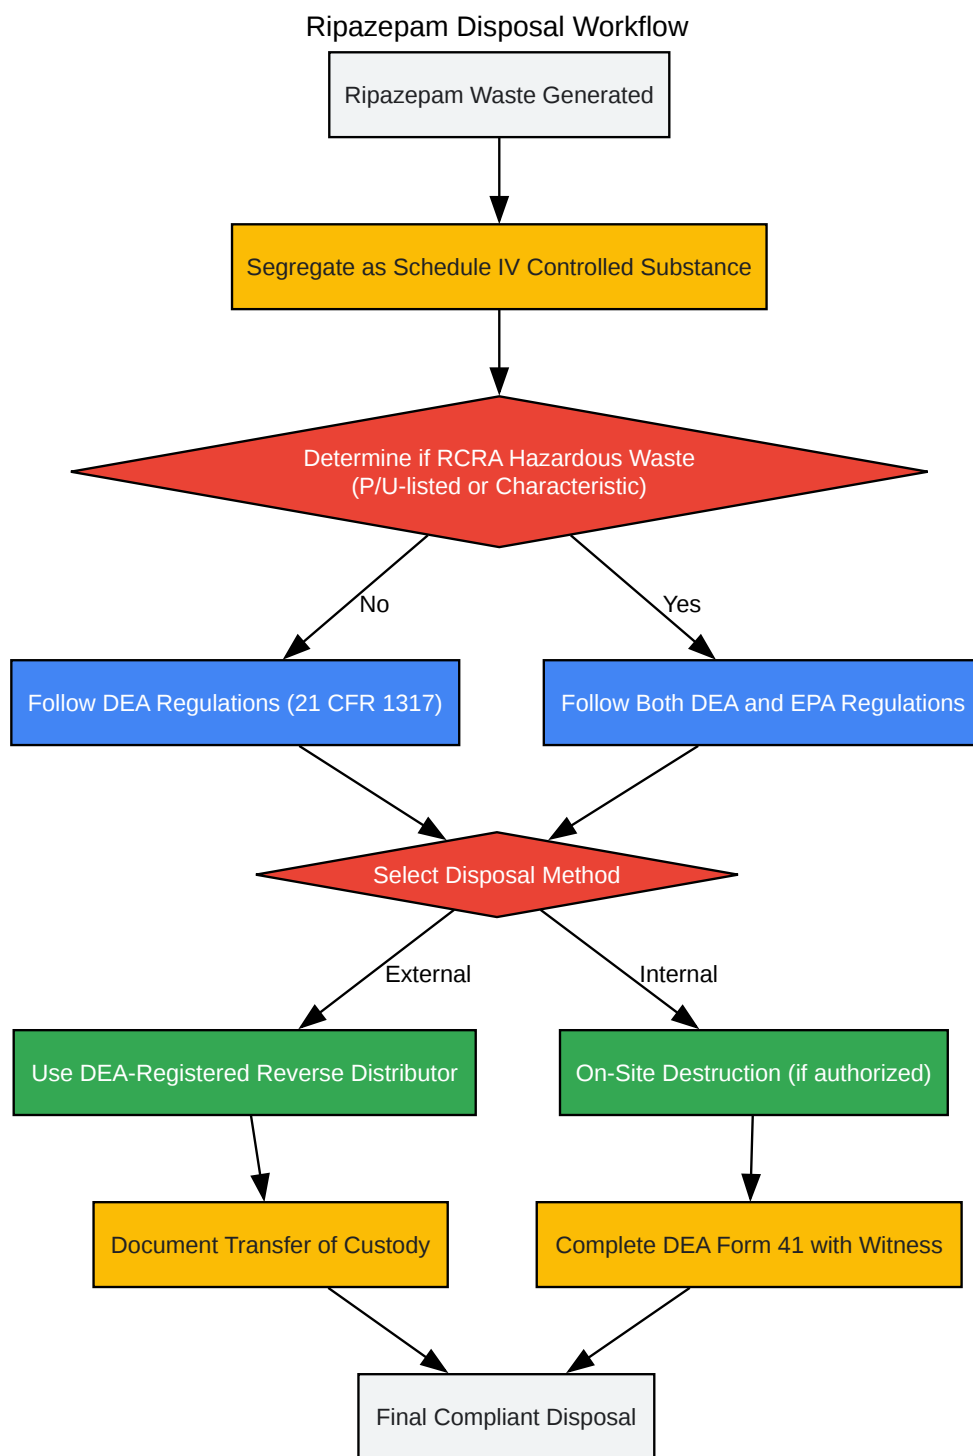 Ripazepam Disposal Workflow
Ripazepam Waste Generated
Segregate as Schedule IV Controlled Substance
Determine if RCRA Hazardous Waste
(P/U-listed or Characteristic)
No
Yes
Follow DEA Regulations (21 CFR 1317)
Follow Both DEA and EPA Regulations
Select Disposal Method
External
Internal
Use DEA-Registered Reverse Distributor
On-Site Destruction (if authorized)
Document Transfer of Custody
Complete DEA Form 41 with Witness
Final Compliant Disposal